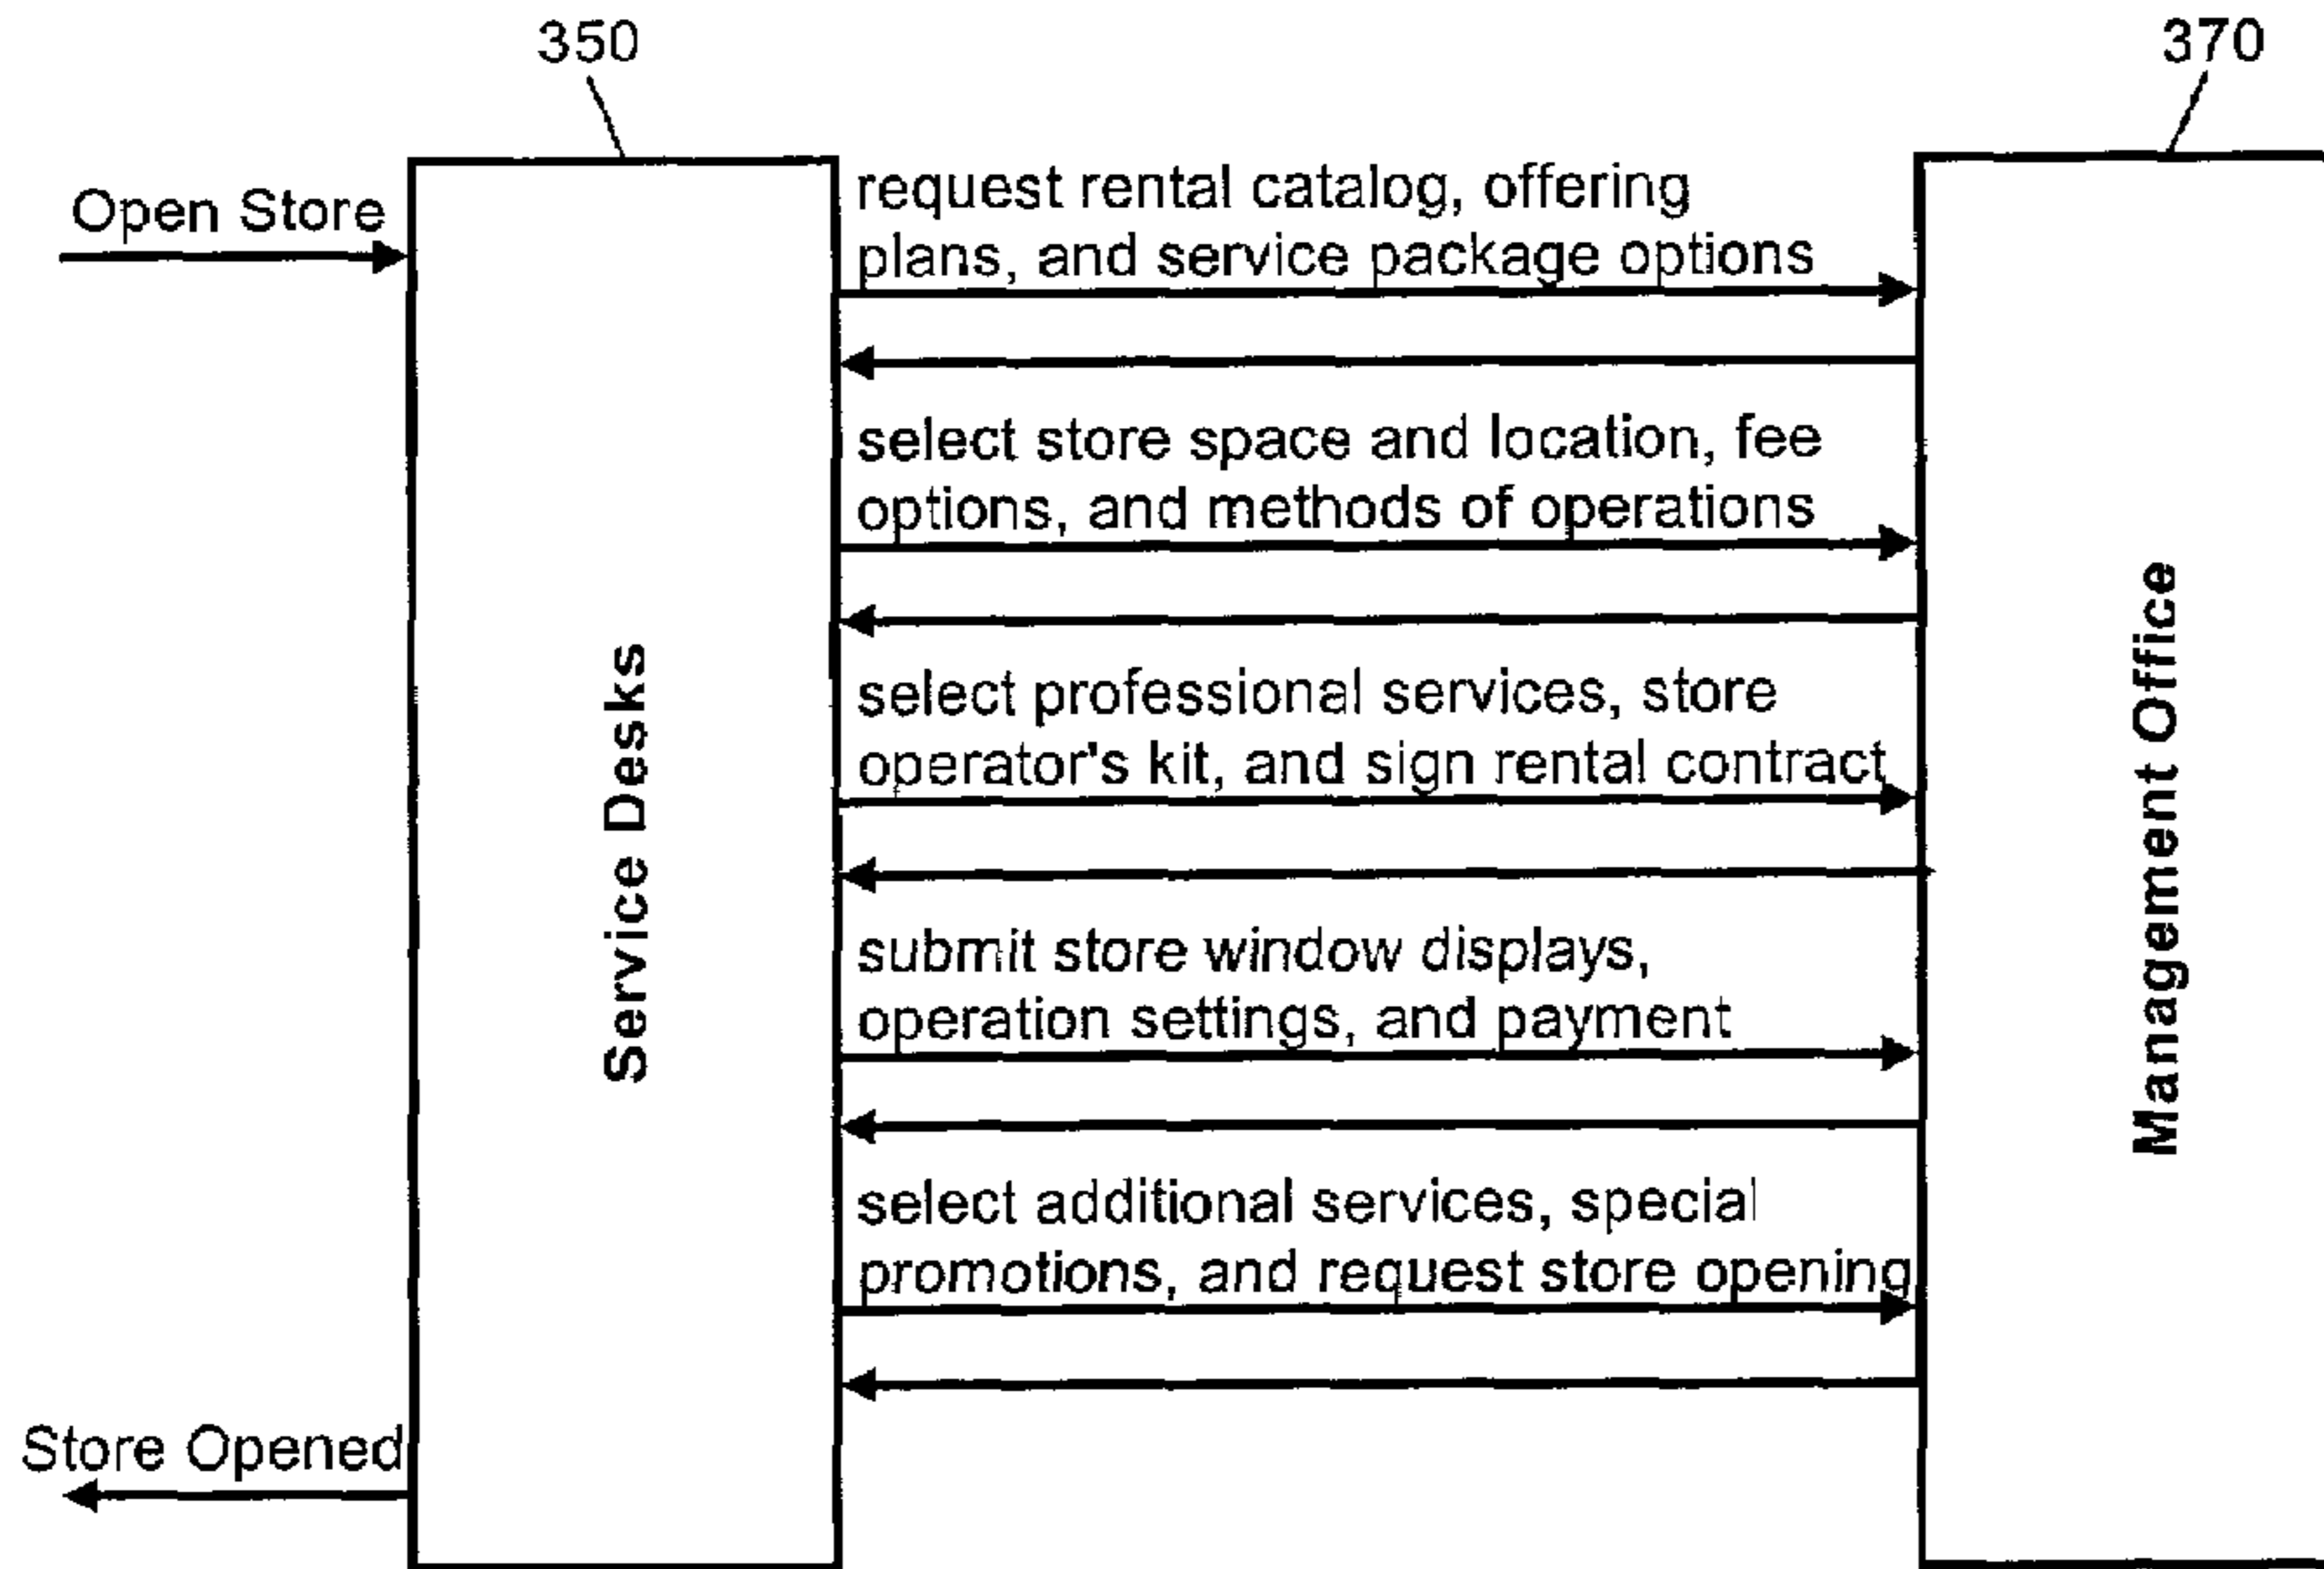 350
370
Open Store
request rental catalog, offering
plans, and service package options
select store space and location, fee
options, and methods of operations
select professional services, store
operator's kit, and sign rental contract
submit store window displays,
operation settings, and payment
select additional services, special
promotions, and request store opening
Service Desks
Management Office
Store Opened